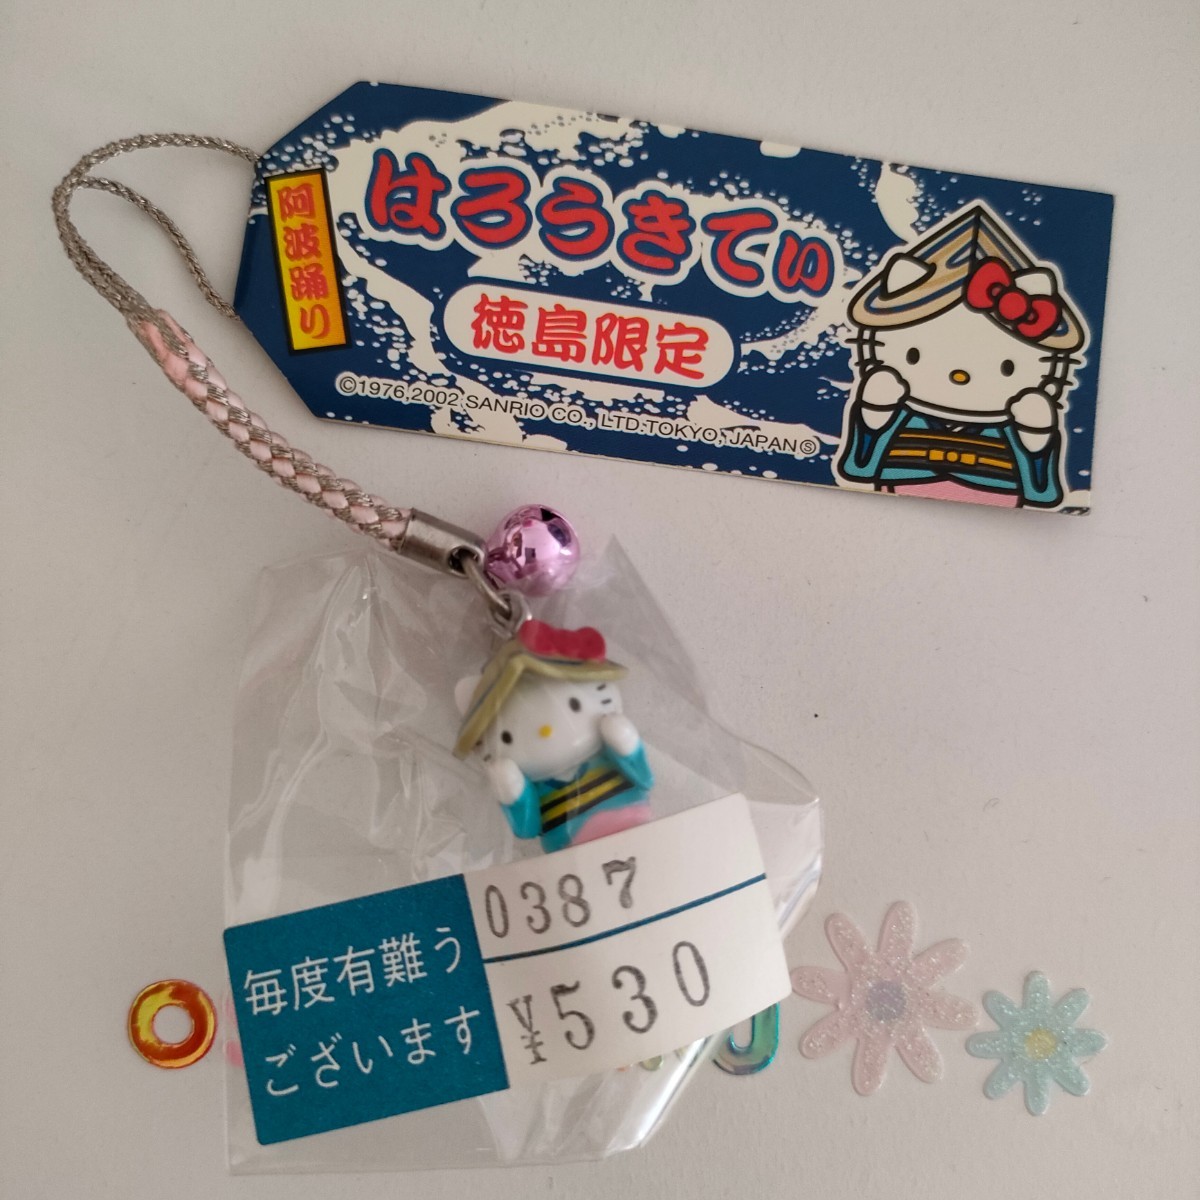 阿波踊り
はろうきてぃ
徳島限定
©1976,2002 SANRIO CO., LTD.TOKYO, JAPAN Ⓢ
0387
毎度有難う
ございます
¥530